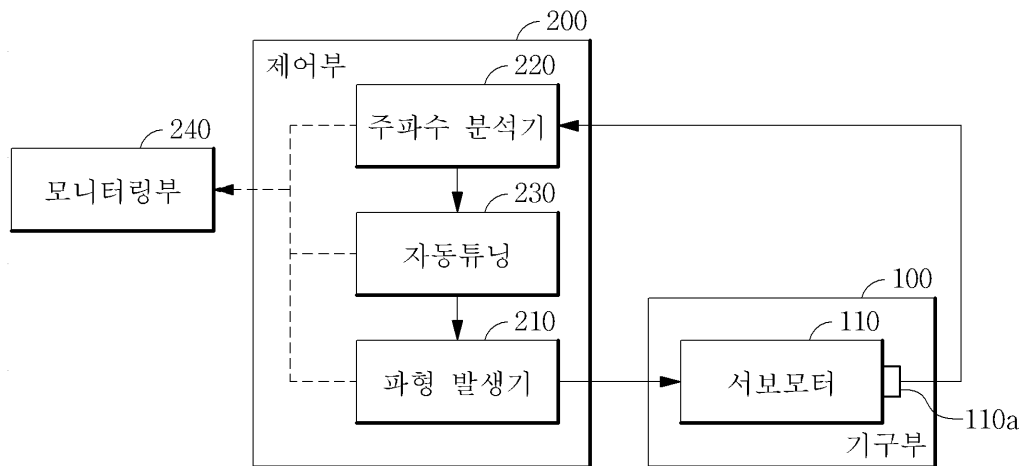 200
제어부
220
주파수 분석기
240
모니터링부
230
자동튜닝
100
210
110
파형 발생기
서보모터
110a
기구부